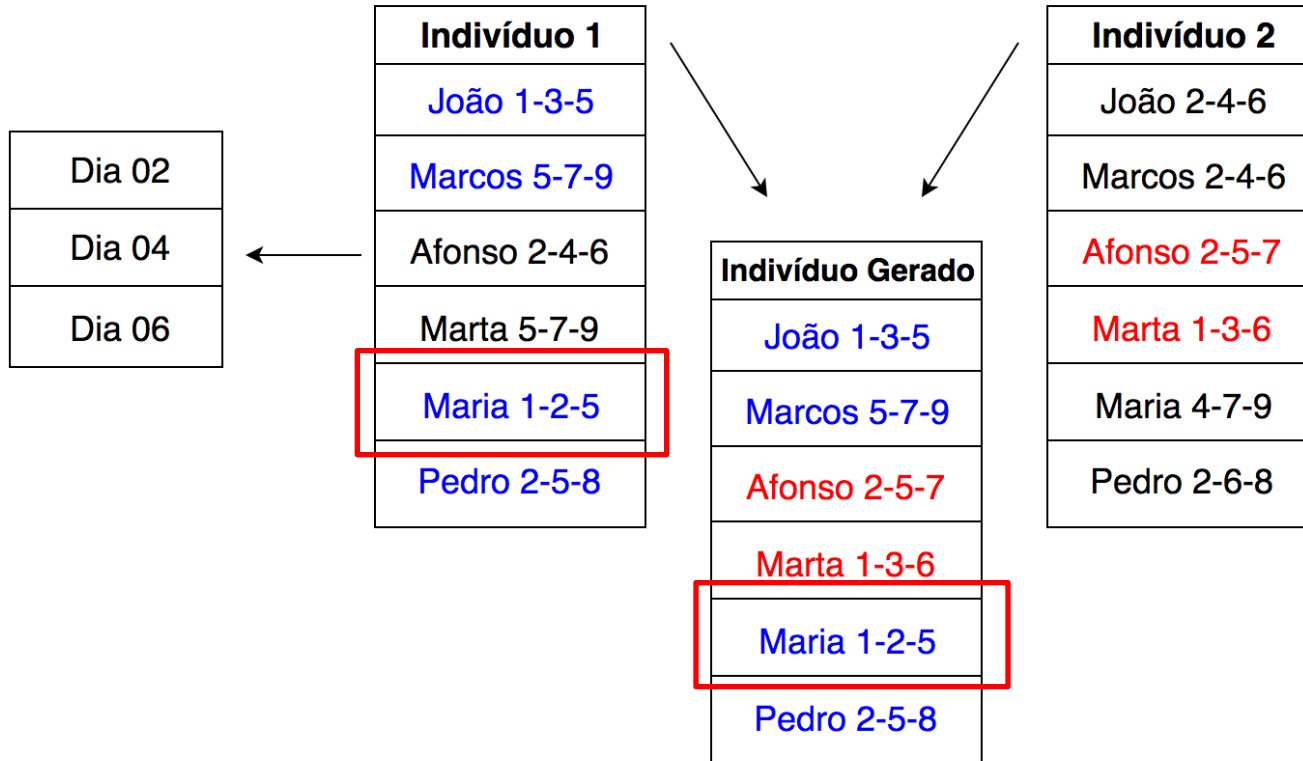 Dia 02
Dia 04
Dia 06
Indivíduo 1
João 1-3-5
Marcos 5-7-9
Afonso 2-4-6
Marta 5-7-9
Maria 1-2-5
Pedro 2-5-8
Indivíduo Gerado
João 1-3-5
Marcos 5-7-9
Afonso 2-5-7
Marta 1-3-6
Maria 1-2-5
Pedro 2-5-8
Indivíduo 2
João 2-4-6
Marcos 2-4-6
Afonso 2-5-7
Marta 1-3-6
Maria 4-7-9
Pedro 2-6-8